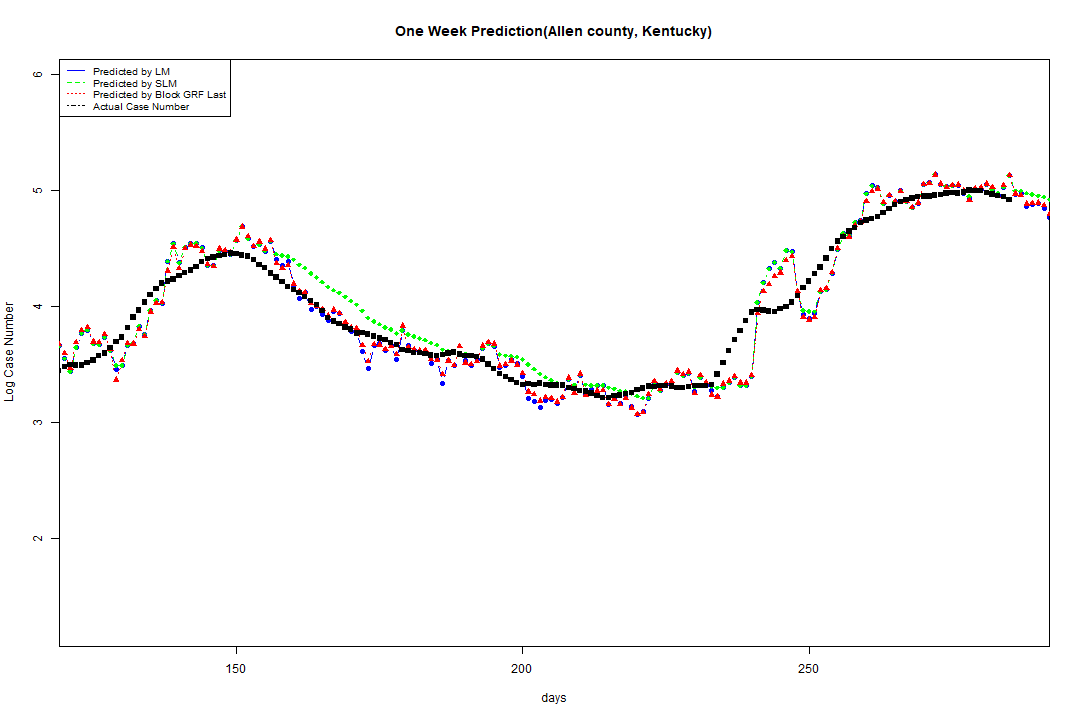 One Week Prediction(Allen county, Kentucky)
Predicted by LM
Predicted by SLM
Predicted by Block GRF Last
Actual Case Number
6
5
4
3
2
Log Case Number
150
200
250
days